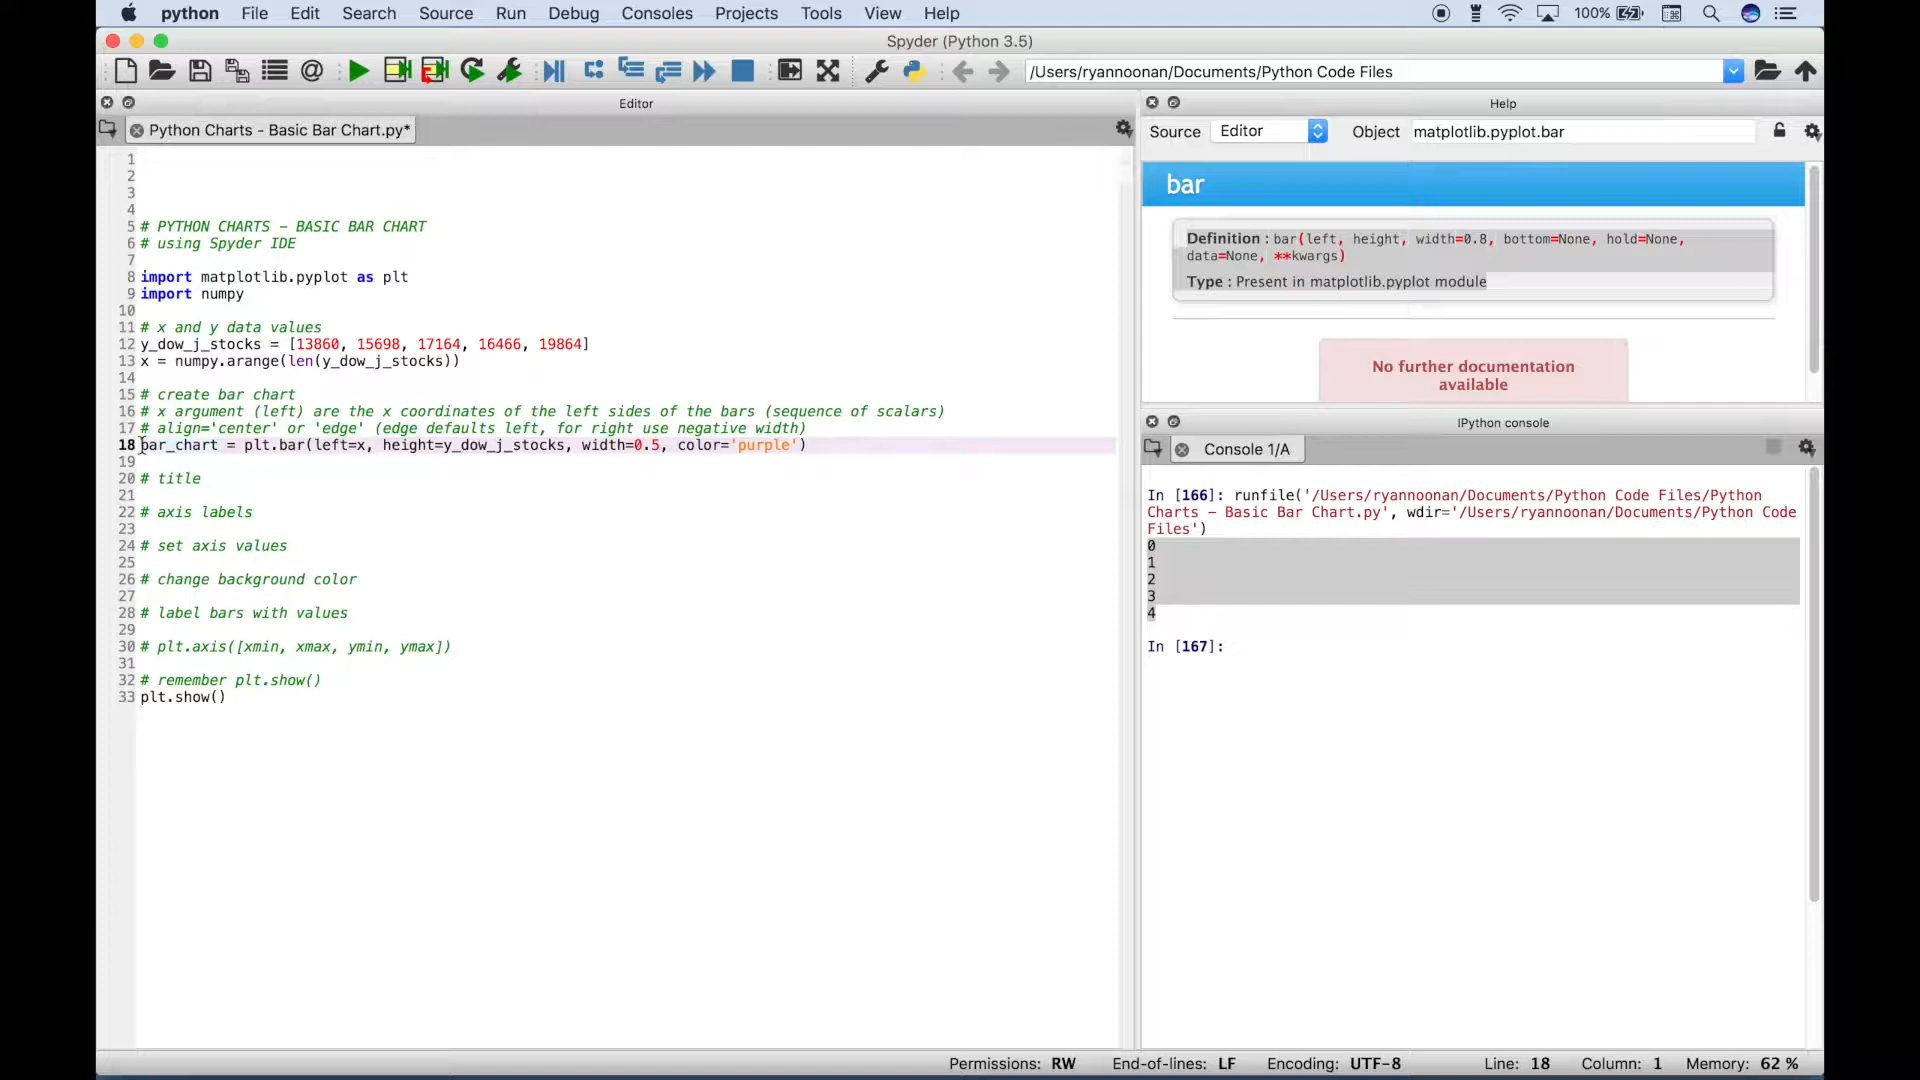 python File Edit Search Source Run Debug Consoles Projects Tools View Help 100%
Spyder (Python 3.5)
/Users/ryannoonan/Documents/Python Code Files
Editor
Python Charts - Basic Bar Chart.py*
1
2
3
4
5 # PYTHON CHARTS - BASIC BAR CHART
6 # using Spyder IDE
7
8 import matplotlib.pyplot as plt
9 import numpy
10
11 # x and y data values
12 y_dow_j_stocks = [13860, 15698, 17164, 16466, 19864]
13 x = numpy.arange(len(y_dow_j_stocks))
14
15 # create bar chart
16 # x argument (left) are the x coordinates of the left sides of the bars (sequence of scalars)
17 # align='center' or 'edge' (edge defaults left, for right use negative width)
18 bar_chart = plt.bar(left=x, height=y_dow_j_stocks, width=0.5, color='purple')
19
20 # title
21
22 # axis labels
23
24 # set axis values
25
26 # change background color
27
28 # label bars with values
29
30 # plt.axis([xmin, xmax, ymin, ymax])
31
32 # remember plt.show()
33 plt.show()
Help
Source Editor Object matplotlib.pyplot.bar
bar
Definition : bar(left, height, width=0.8, bottom=None, hold=None,
data=None, **kwargs)
Type : Present in matplotlib.pyplot module
No further documentation
available
IPython console
Console 1/A
In [166]: runfile('/Users/ryannoonan/Documents/Python Code Files/Python
Charts - Basic Bar Chart.py', wdir='/Users/ryannoonan/Documents/Python Code
Files')
0
1
2
3
4
In [167]:
Permissions: RW End-of-lines: LF Encoding: UTF-8 Line: 18 Column: 1 Memory: 62 %